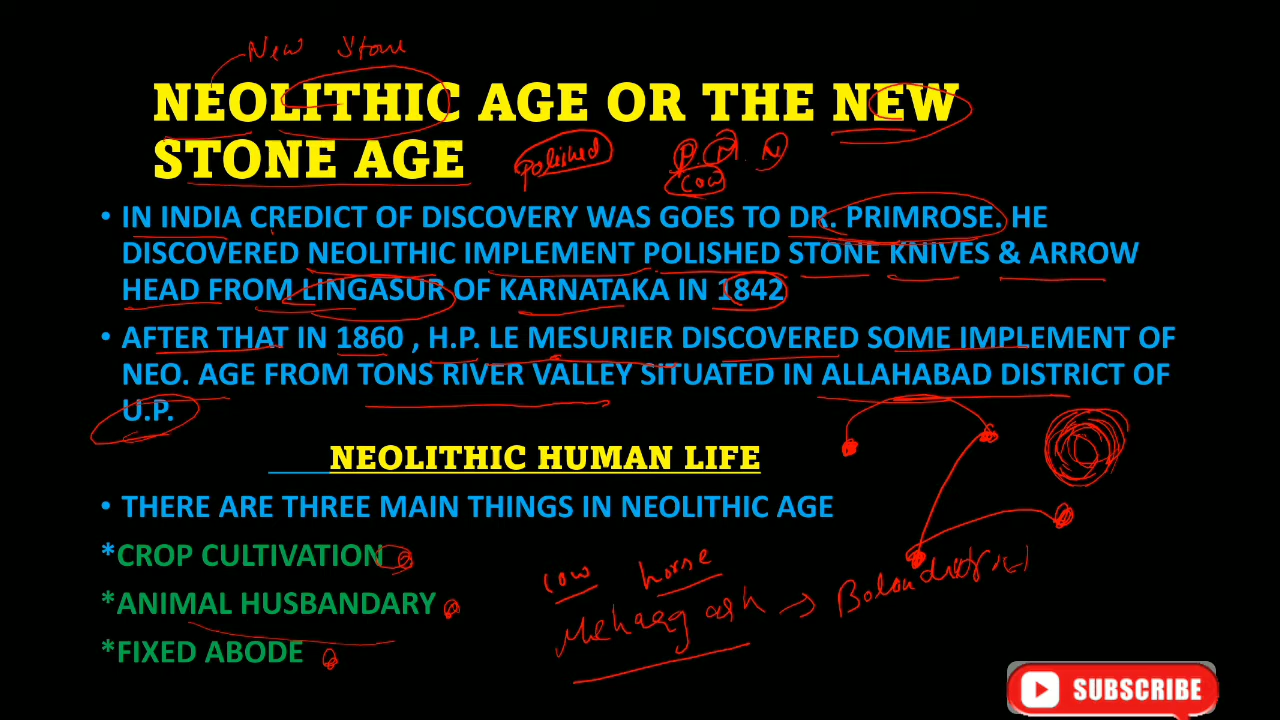 New Stone
NEOLITHIC AGE OR THE NEW
STONE AGE
polished P. M. N
cow
• IN INDIA CREDICT OF DISCOVERY WAS GOES TO DR. PRIMROSE. HE
DISCOVERED NEOLITHIC IMPLEMENT POLISHED STONE KNIVES & ARROW
HEAD FROM LINGASUR OF KARNATAKA IN 1842
• AFTER THAT IN 1860 , H.P. LE MESURIER DISCOVERED SOME IMPLEMENT OF
NEO. AGE FROM TONS RIVER VALLEY SITUATED IN ALLAHABAD DISTRICT OF
U.P.
NEOLITHIC HUMAN LIFE
• THERE ARE THREE MAIN THINGS IN NEOLITHIC AGE
*CROP CULTIVATION
cow horse
*ANIMAL HUSBANDARY
*FIXED ABODE
SUBSCRIBE